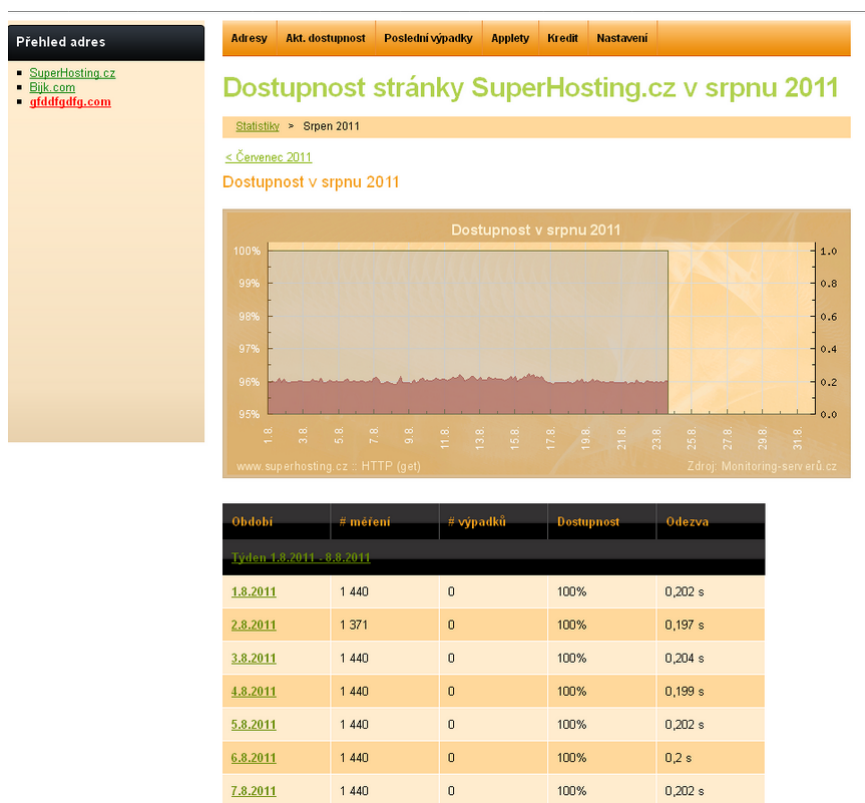 Přehled adres
SuperHosting.cz
Bijk.com
gfddfgdfg.com
Adresy Akt. dostupnost Poslední výpadky Applety Kredit Nastavení
Dostupnost stránky SuperHosting.cz v srpnu 2011
Statistiky > Srpen 2011
< Červenec 2011
Dostupnost v srpnu 2011
Dostupnost v srpnu 2011
100% 1.0
99% 0.8
98% 0.6
97% 0.4
96% 0.2
95% 0.0
1.8. 3.8. 5.8. 7.8. 9.8. 11.8. 13.8. 15.8. 17.8. 19.8. 21.8. 23.8. 25.8. 27.8. 29.8. 31.8.
www.superhosting.cz :: HTTP (get) Zdroj: Monitoring-serverů.cz
Období # měření # výpadků Dostupnost Odezva
Týden 1.8.2011 - 8.8.2011
1.8.2011 1 440 0 100% 0,202 s
2.8.2011 1 371 0 100% 0,197 s
3.8.2011 1 440 0 100% 0,204 s
4.8.2011 1 440 0 100% 0,199 s
5.8.2011 1 440 0 100% 0,202 s
6.8.2011 1 440 0 100% 0,2 s
7.8.2011 1 440 0 100% 0,202 s